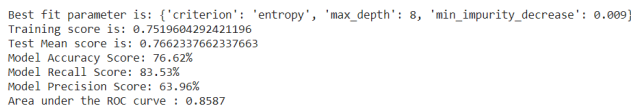 Best fit parameter is: {'criterion': 'entropy', 'max_depth': 8, 'min_impurity_decrease': 0.009}
Training score is: 0.7519604292421196
Test Mean score is: 0.7662337662337663
Model Accuracy Score: 76.62%
Model Recall Score: 83.53%
Model Precision Score: 63.96%
Area under the ROC curve : 0.8587